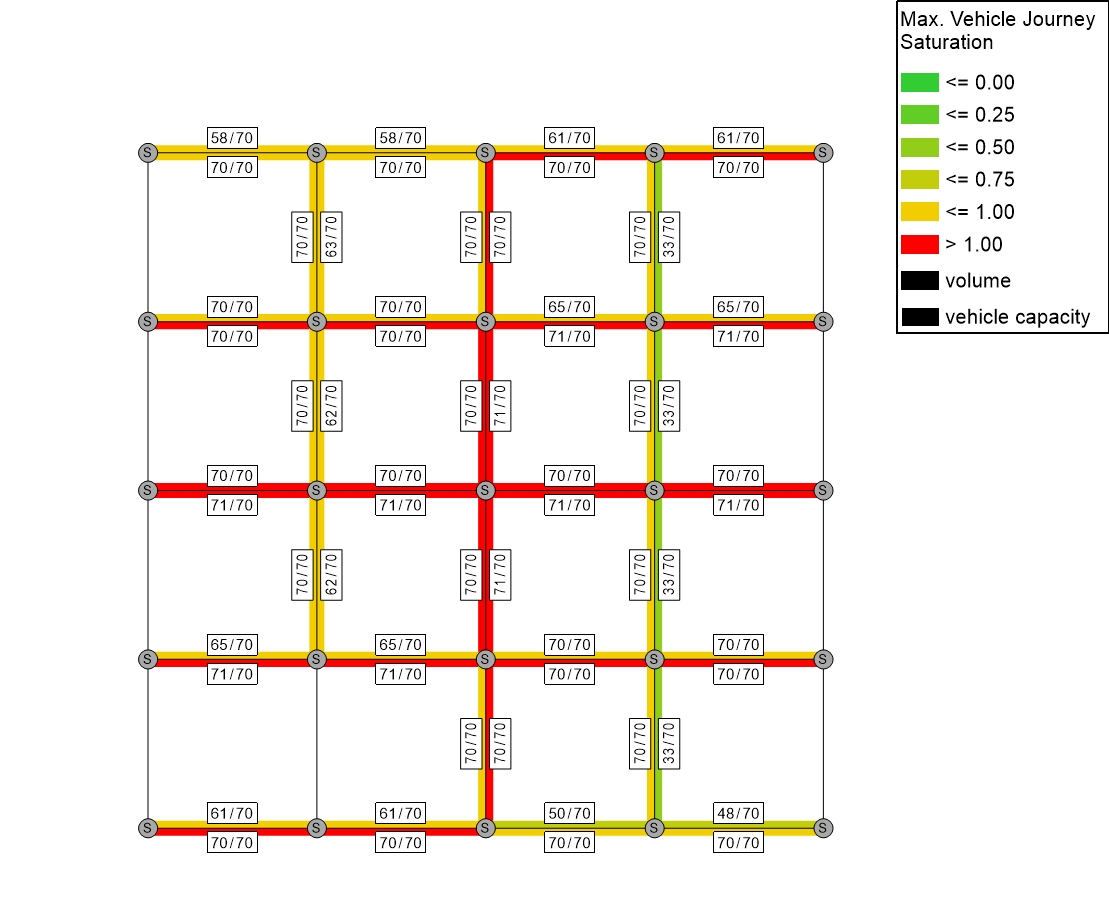 Max. Vehicle Journey
Saturation
<= 0.00
<= 0.25
<= 0.50
<= 0.75
<= 1.00
> 1.00
volume
vehicle capacity
58/70 58/70 61/70 61/70
S S S S S
70/70 70/70 70/70 70/70
70/70 63/70 70/70 70/70 70/70 33/70
70/70 70/70 65/70 65/70
S S S S S
70/70 70/70 71/70 71/70
70/70 62/70 70/70 71/70 70/70 33/70
70/70 70/70 70/70 70/70
S S S S S
71/70 71/70 71/70 71/70
70/70 62/70 70/70 71/70 70/70 33/70
65/70 65/70 70/70 70/70
S S S S S
71/70 71/70 70/70 70/70
70/70 70/70 70/70 33/70
61/70 61/70 50/70 48/70
S S S S S
70/70 70/70 70/70 70/70